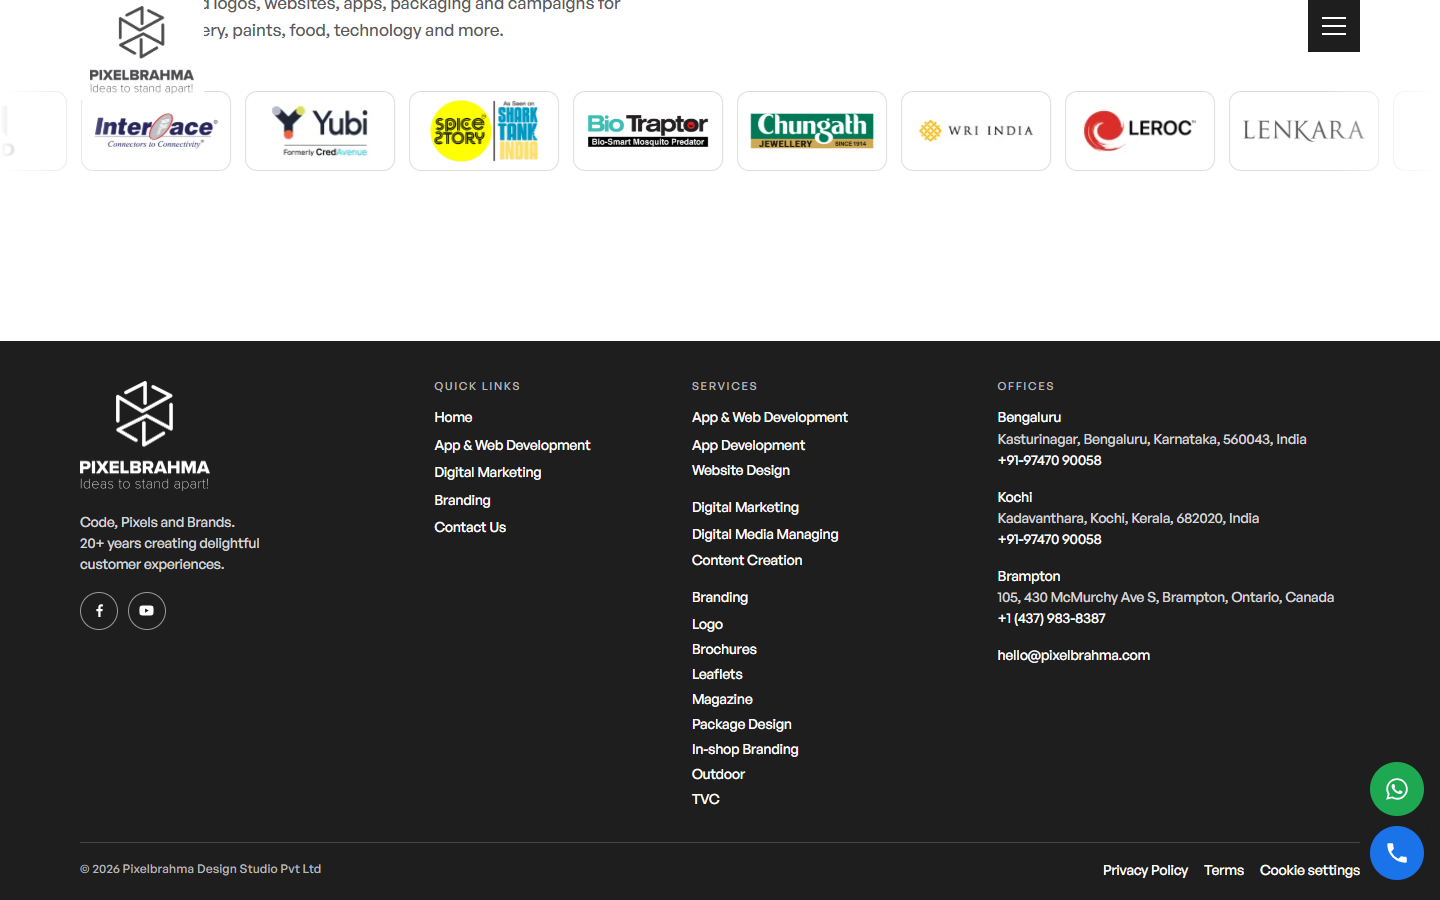 logos, websites, apps, packaging and campaigns for
ery, paints, food, technology and more.
PIXELBRAHMA
Ideas to stand apart!
Interface®
Connectors to Connectivity®
Yubi
Formerly CredAvenue
SPICE STORY
As Seen on
SHARK TANK INDIA
Bio Traptor
Bio-Smart Mosquito Predator
Chungath
JEWELLERY SINCE 1914
WRI INDIA
LEROC™
LENKARA
PIXELBRAHMA
Ideas to stand apart!
Code, Pixels and Brands.
20+ years creating delightful
customer experiences.
QUICK LINKS
Home
App & Web Development
Digital Marketing
Branding
Contact Us
SERVICES
App & Web Development
App Development
Website Design
Digital Marketing
Digital Media Managing
Content Creation
Branding
Logo
Brochures
Leaflets
Magazine
Package Design
In-shop Branding
Outdoor
TVC
OFFICES
Bengaluru
Kasturinagar, Bengaluru, Karnataka, 560043, India
+91-97470 90058
Kochi
Kadavanthara, Kochi, Kerala, 682020, India
+91-97470 90058
Brampton
105, 430 McMurchy Ave S, Brampton, Ontario, Canada
+1 (437) 983-8387
hello@pixelbrahma.com
© 2026 Pixelbrahma Design Studio Pvt Ltd
Privacy Policy Terms Cookie settings